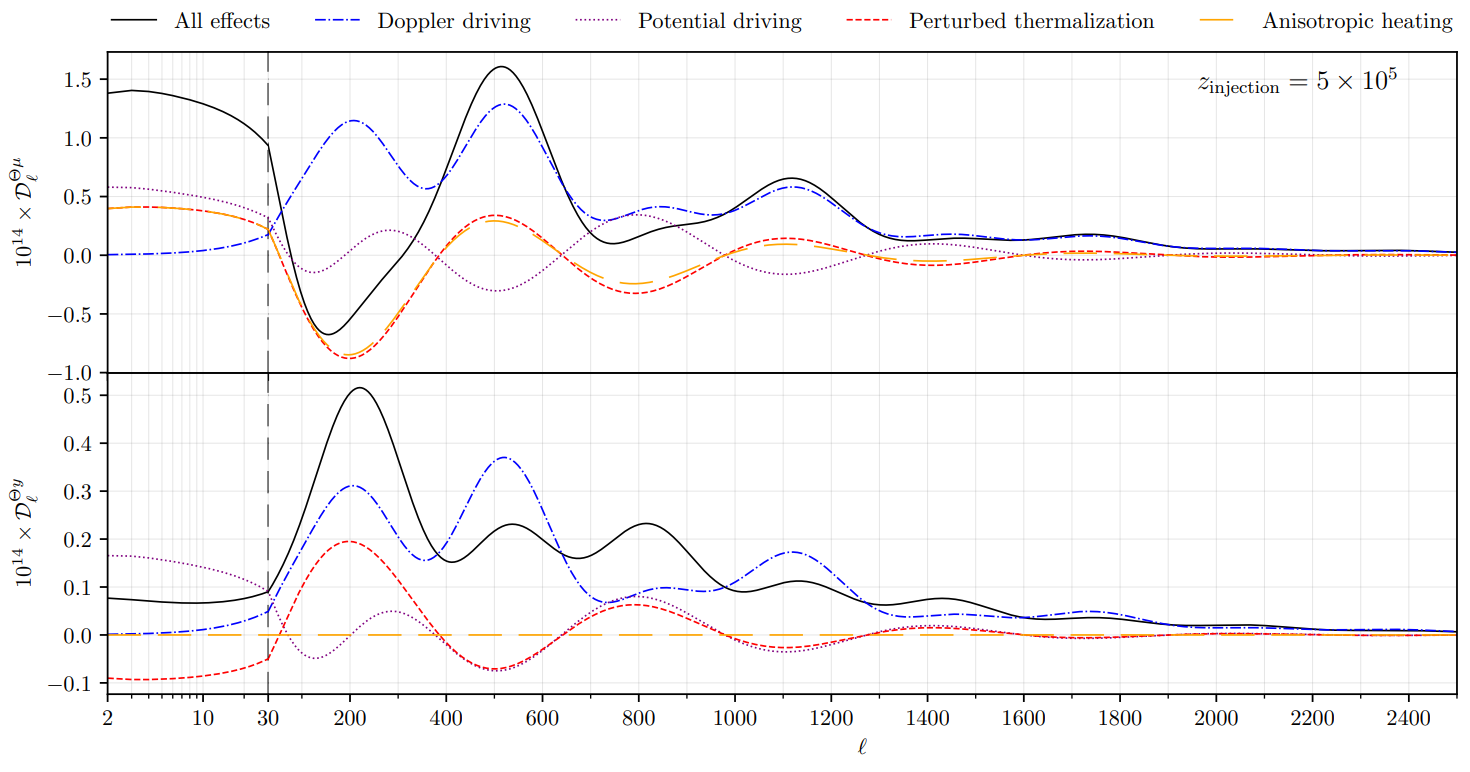 All effects Doppler driving Potential driving Perturbed thermalization Anisotropic heating
z_injection = 5 × 10^5
10^14 × 𝒟_ℓ^Θμ
1.5
1.0
0.5
0.0
−0.5
−1.0
10^14 × 𝒟_ℓ^Θy
0.5
0.4
0.3
0.2
0.1
0.0
−0.1
2 10 30 200 400 600 800 1000 1200 1400 1600 1800 2000 2200 2400
ℓ